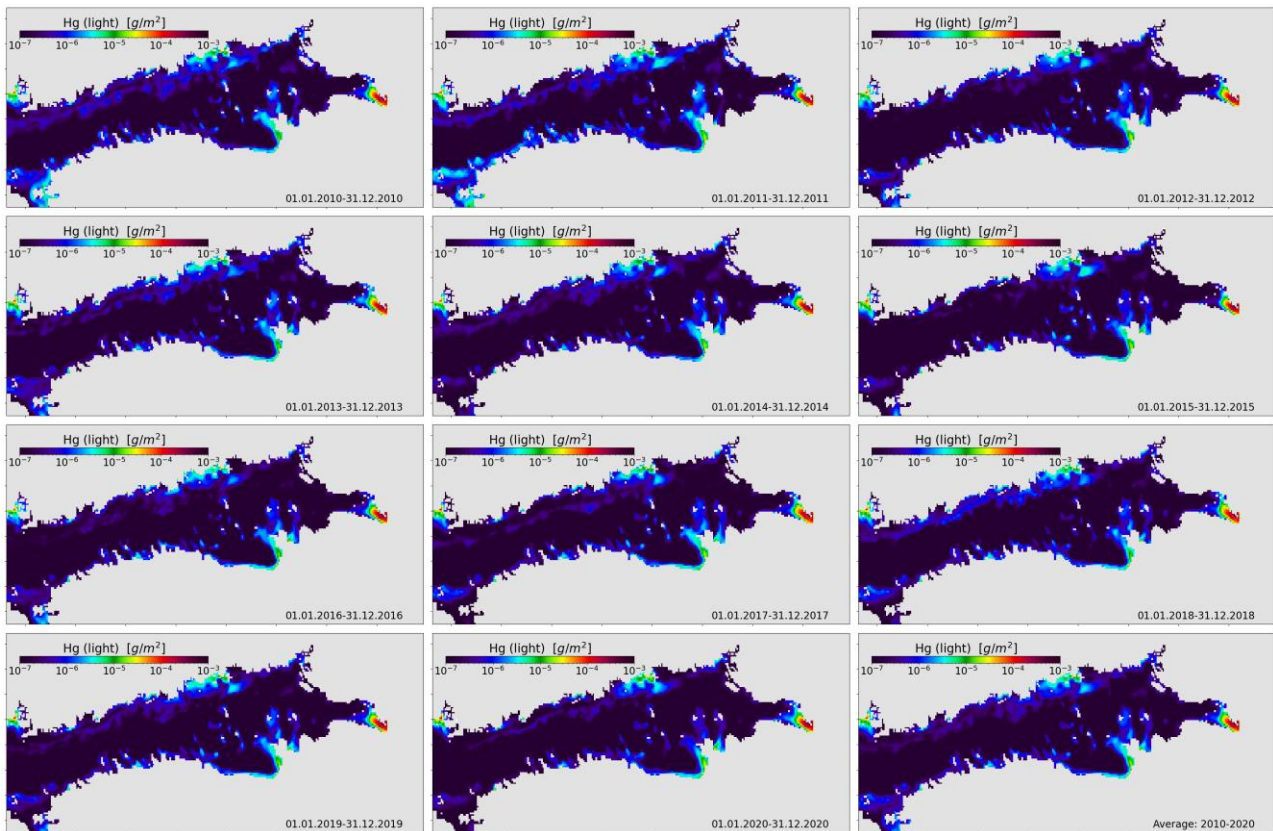 Hg (light) [g/m²] Hg (light) [g/m²] Hg (light) [g/m²]
10⁻⁷ 10⁻⁶ 10⁻⁵ 10⁻⁴ 10⁻³ 10⁻⁷ 10⁻⁶ 10⁻⁵ 10⁻⁴ 10⁻³ 10⁻⁷ 10⁻⁶ 10⁻⁵ 10⁻⁴ 10⁻³
01.01.2010-31.12.2010 01.01.2011-31.12.2011 01.01.2012-31.12.2012
Hg (light) [g/m²] Hg (light) [g/m²] Hg (light) [g/m²]
10⁻⁷ 10⁻⁶ 10⁻⁵ 10⁻⁴ 10⁻³ 10⁻⁷ 10⁻⁶ 10⁻⁵ 10⁻⁴ 10⁻³ 10⁻⁷ 10⁻⁶ 10⁻⁵ 10⁻⁴ 10⁻³
01.01.2013-31.12.2013 01.01.2014-31.12.2014 01.01.2015-31.12.2015
Hg (light) [g/m²] Hg (light) [g/m²] Hg (light) [g/m²]
10⁻⁷ 10⁻⁶ 10⁻⁵ 10⁻⁴ 10⁻³ 10⁻⁷ 10⁻⁶ 10⁻⁵ 10⁻⁴ 10⁻³ 10⁻⁷ 10⁻⁶ 10⁻⁵ 10⁻⁴ 10⁻³
01.01.2016-31.12.2016 01.01.2017-31.12.2017 01.01.2018-31.12.2018
Hg (light) [g/m²] Hg (light) [g/m²] Hg (light) [g/m²]
10⁻⁷ 10⁻⁶ 10⁻⁵ 10⁻⁴ 10⁻³ 10⁻⁷ 10⁻⁶ 10⁻⁵ 10⁻⁴ 10⁻³ 10⁻⁷ 10⁻⁶ 10⁻⁵ 10⁻⁴ 10⁻³
01.01.2019-31.12.2019 01.01.2020-31.12.2020 Average: 2010-2020